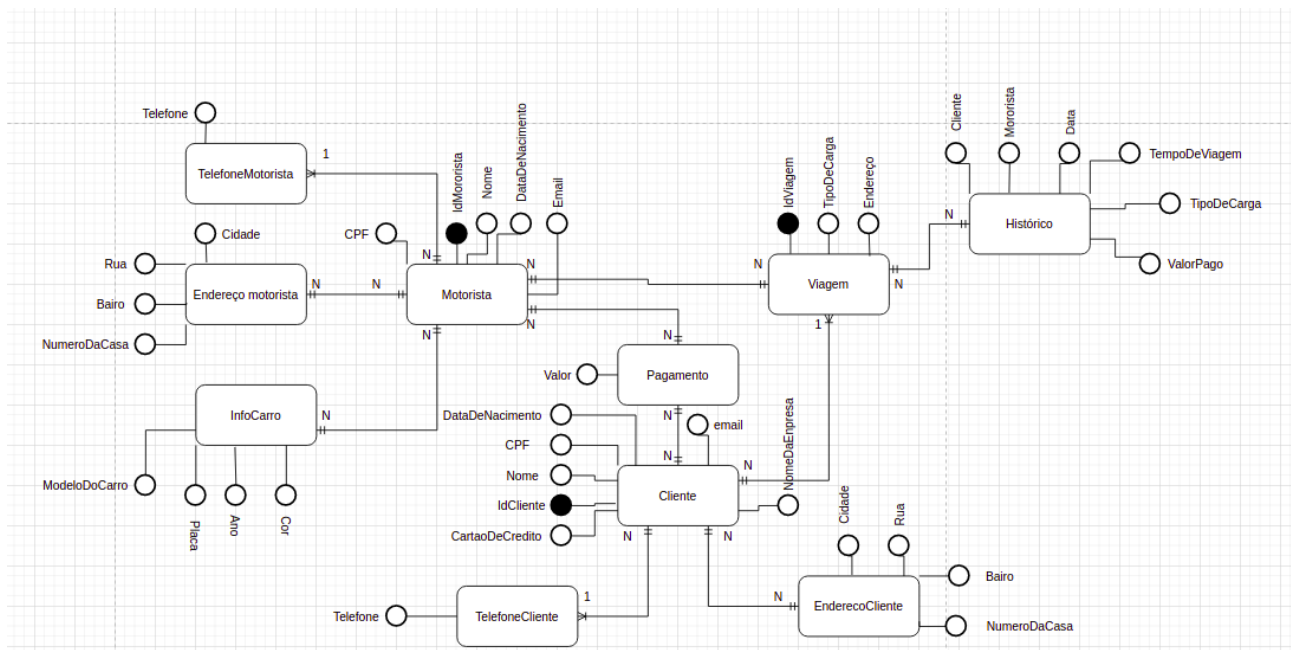 Telefone
TelefoneMotorista
1
IdMororista
Nome
DataDeNacimento
Email
CPF
N
N
N
N
N
Motorista
Cidade
Rua
Bairo
NumeroDaCasa
Endereço motorista
N
InfoCarro
N
ModeloDoCarro
Placa
Ano
Cor
IdViagem
TipoDeCarga
Endereço
N
Viagem
N
1
Cliente
Mororista
Data
TempoDeViagem
TipoDeCarga
ValorPago
N
Histórico
N
Valor
Pagamento
N
DataDeNacimento
CPF
Nome
IdCliente
CartaoDeCredito
email
NomeDaEnpresa
N
N
Cliente
N
N
Telefone
TelefoneCliente
1
Cidade
Rua
Bairo
NumeroDaCasa
N
EnderecoCliente